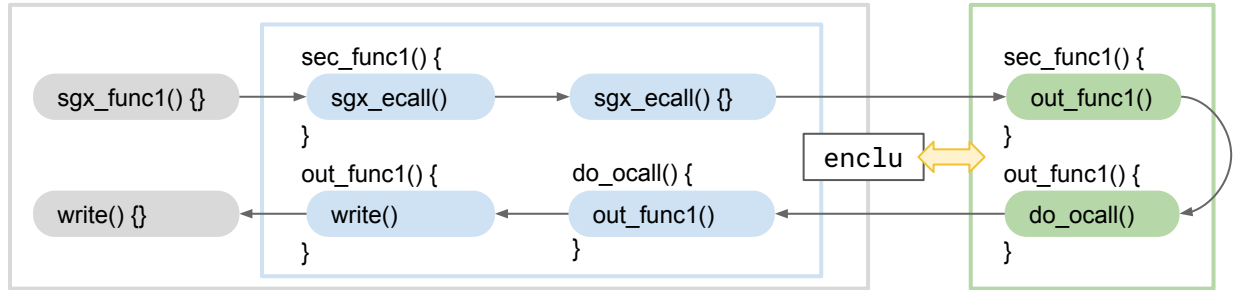 sec_func1() {
sec_func1() {
sgx_func1() {}
sgx_ecall()
sgx_ecall() {}
out_func1()
}
}
enclu
out_func1() {
do_ocall() {
out_func1() {
write() {}
write()
out_func1()
do_ocall()
}
}
}